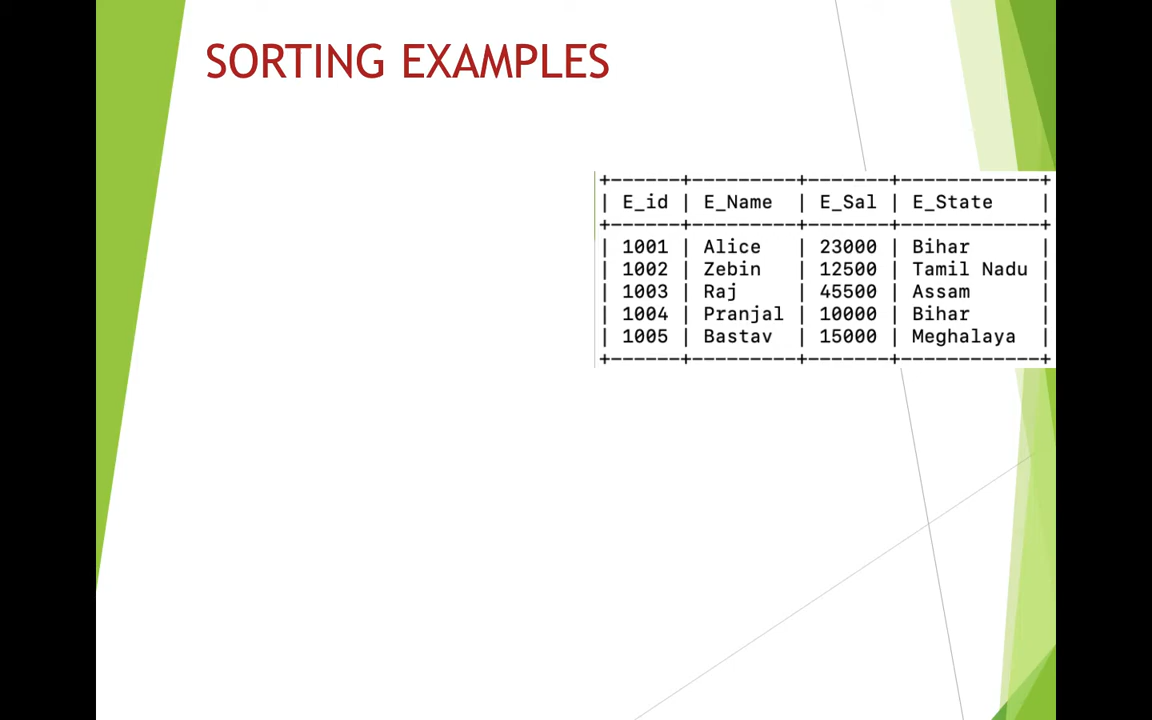 SORTING EXAMPLES
+------+---------+-------+------------+
| E_id | E_Name  | E_Sal | E_State    |
+------+---------+-------+------------+
| 1001 | Alice   | 23000 | Bihar      |
| 1002 | Zebin   | 12500 | Tamil Nadu |
| 1003 | Raj     | 45500 | Assam      |
| 1004 | Pranjal | 10000 | Bihar      |
| 1005 | Bastav  | 15000 | Meghalaya  |
+------+---------+-------+------------+